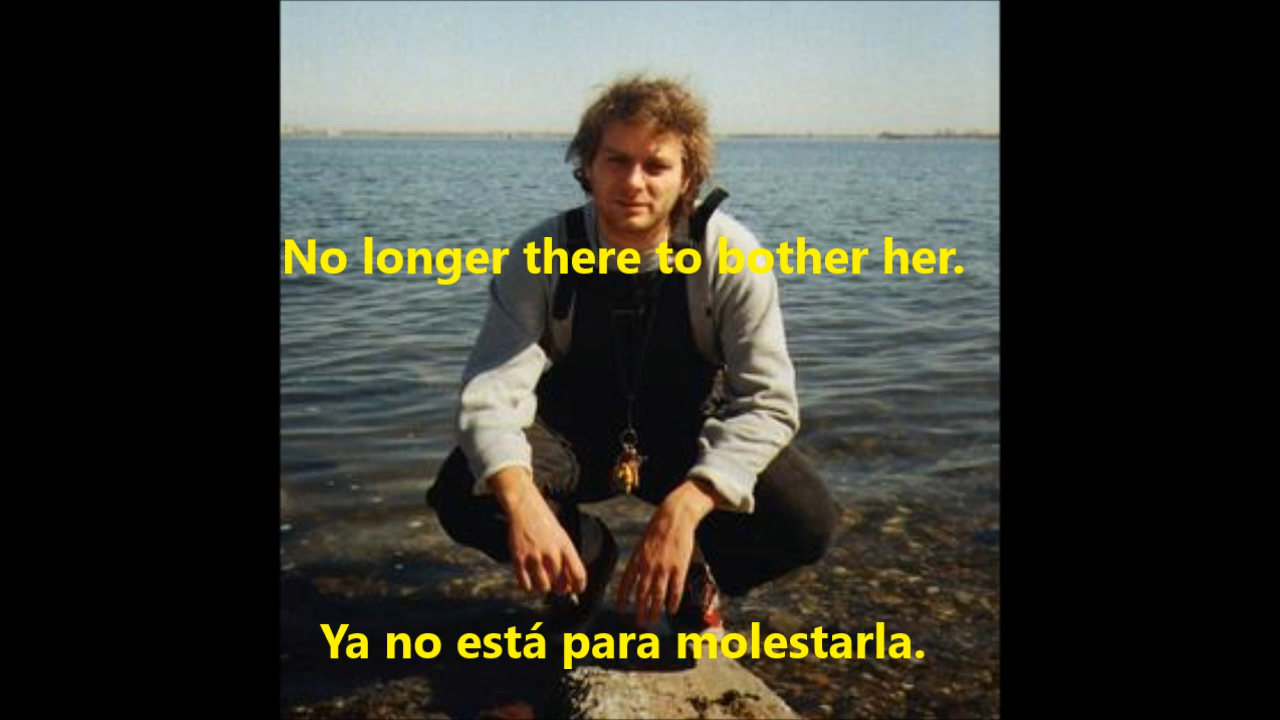 No longer there to bother her.
Ya no está para molestarla.